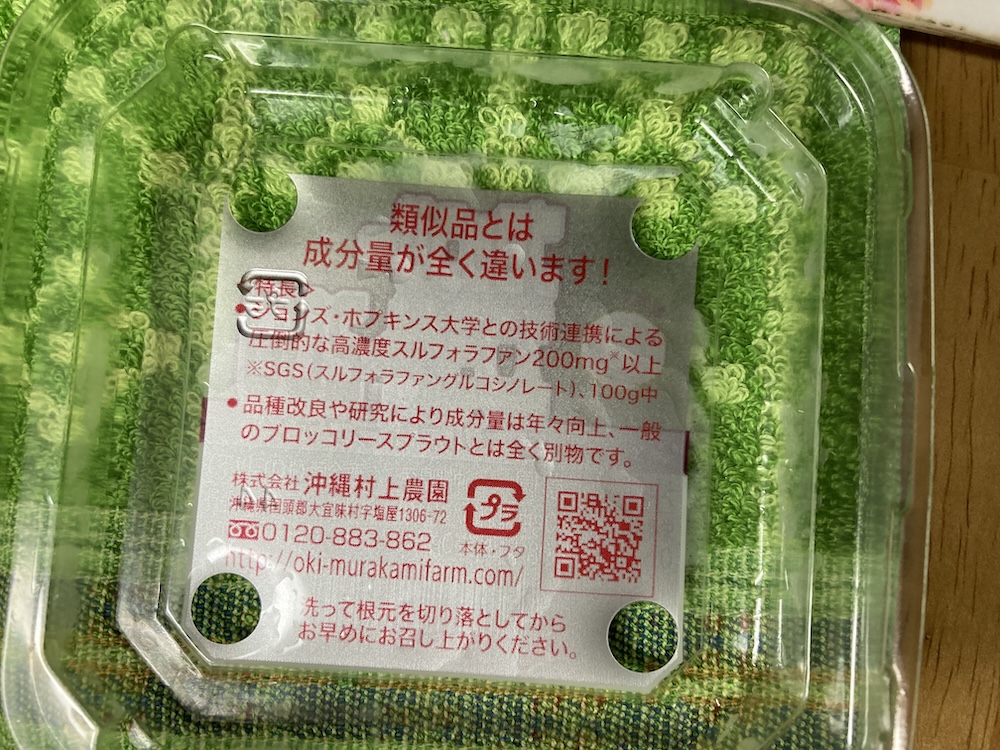 類似品とは
成分量が全く違います！
<特長>
●ジョンズ・ホプキンス大学との技術連携による
圧倒的な高濃度スルフォラファン200mg※以上
※SGS(スルフォラファングルコシノレート)、100g中
●品種改良や研究により成分量は年々向上、一般
のブロッコリースプラウトとは全く別物です。
株式会社 沖縄村上農園
沖縄県国頭郡大宜味村字塩屋1306-72
0120-883-862
http://oki-murakamifarm.com/
プラ
本体・フタ
洗って根元を切り落としてから
お早めにお召し上がりください。
プラ